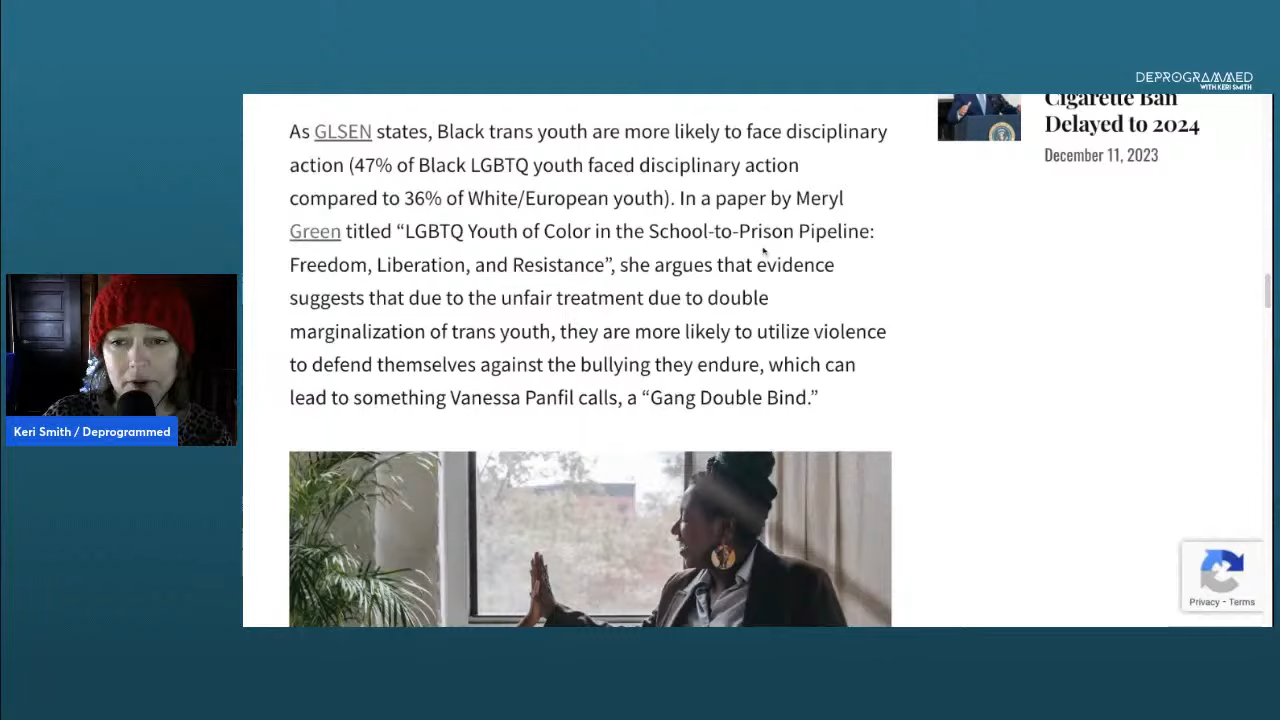 DEPROGRAMMED
WITH KERI SMITH
Cigarette Ban
Delayed to 2024
December 11, 2023
As GLSEN states, Black trans youth are more likely to face disciplinary
action (47% of Black LGBTQ youth faced disciplinary action
compared to 36% of White/European youth). In a paper by Meryl
Green titled “LGBTQ Youth of Color in the School-to-Prison Pipeline:
Freedom, Liberation, and Resistance”, she argues that evidence
suggests that due to the unfair treatment due to double
marginalization of trans youth, they are more likely to utilize violence
to defend themselves against the bullying they endure, which can
lead to something Vanessa Panfil calls, a “Gang Double Bind.”
Keri Smith / Deprogrammed
Privacy - Terms